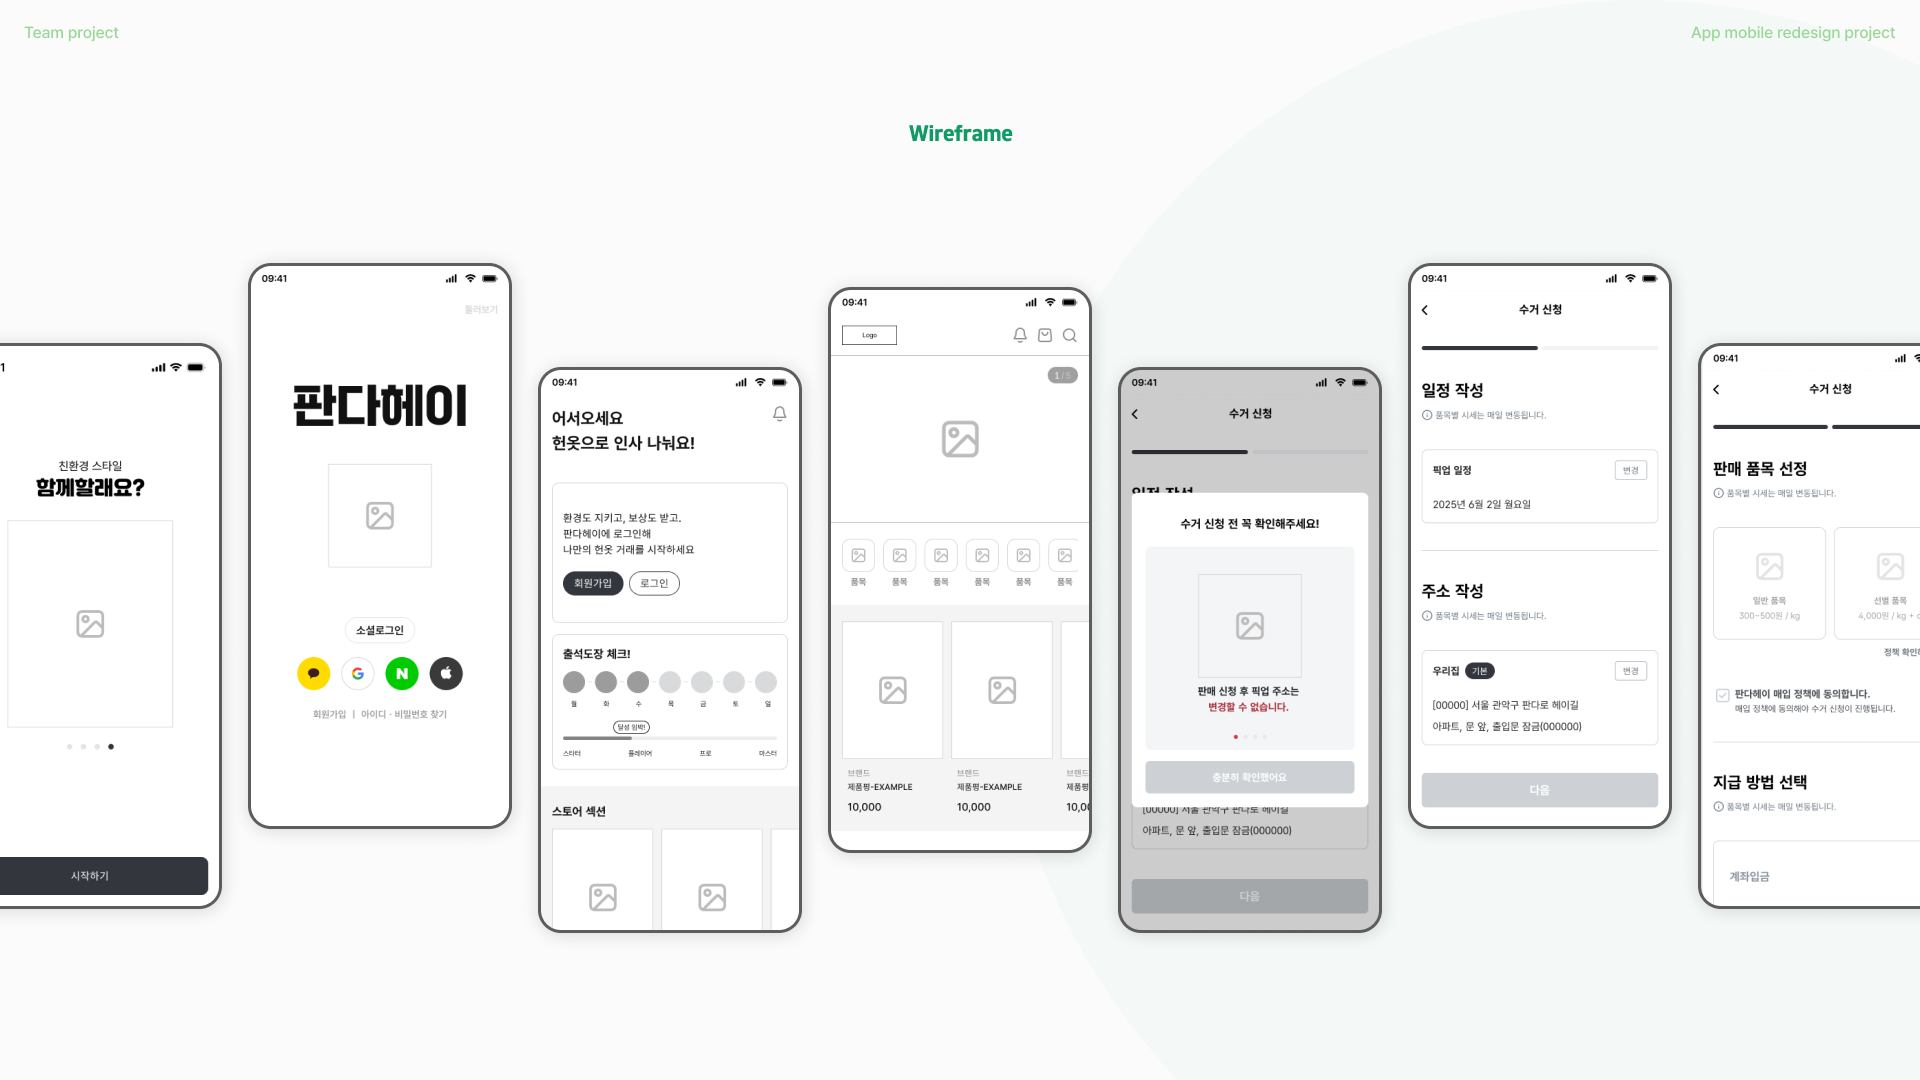 Team project
App mobile redesign project
Wireframe
1
친환경 스타일
함께할래요?
시작하기
09:41
둘러보기
판다헤이
소셜로그인
N
회원가입 | 아이디 · 비밀번호 찾기
09:41
어서오세요
헌옷으로 인사 나눠요!
환경도 지키고, 보상도 받고.
판다헤이에 로그인해
나만의 헌옷 거래를 시작하세요
회원가입 로그인
출석도장 체크!
월 화 수 목 금 토 일
달성 임박!
스타터 플레이어 프로 마스터
스토어 섹션
09:41
Logo
1 / 5
품목 품목 품목 품목 품목 품목
브랜드 브랜드 브랜드
제품평-EXAMPLE 제품평-EXAMPLE 제품평
10,000 10,000 10,0
09:41
수거 신청
일정 작성
수거 신청 전 꼭 확인해주세요!
판매 신청 후 픽업 주소는
변경할 수 없습니다.
충분히 확인했어요
[00000] 서울 관악구 판다로 헤이길
아파트, 문 앞, 출입문 잠금(000000)
다음
09:41
수거 신청
일정 작성
품목별 시세는 매일 변동됩니다.
픽업 일정 변경
2025년 6월 2일 월요일
주소 작성
품목별 시세는 매일 변동됩니다.
우리집 기본 변경
[00000] 서울 관악구 판다로 헤이길
아파트, 문 앞, 출입문 잠금(000000)
다음
09:41
수거 신청
판매 품목 선정
품목별 시세는 매일 변동됩니다.
일반 품목 선별 품목
300~500원 / kg 4,000원 / kg +
정책 확인
판다헤이 매입 정책에 동의합니다.
매입 정책에 동의해야 수거 신청이 진행됩니다.
지급 방법 선택
품목별 시세는 매일 변동됩니다.
계좌입금